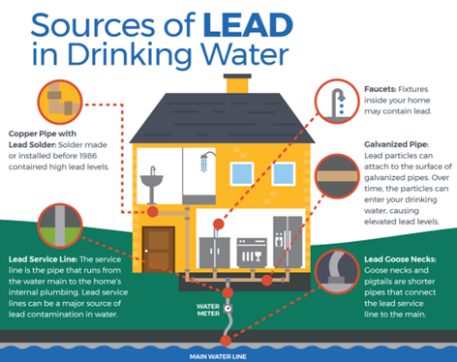 Sources of LEAD
in Drinking Water
Copper Pipe with
Lead Solder: Solder made
or installed before 1986
contained high lead levels.
Lead Service Line: The service
line is the pipe that runs from
the water main to the home's
internal plumbing. Lead service
lines can be a major source of
lead contamination in water.
Faucets: Fixtures
inside your home
may contain lead.
Galvanized Pipe:
Lead particles can
attach to the surface of
galvanized pipes. Over
time, the particles can
enter your drinking
water, causing
elevated lead levels.
Lead Goose Necks:
Goose necks and
pigtails are shorter
pipes that connect
the lead service
line to the main.
WATER
METER
MAIN WATER LINE